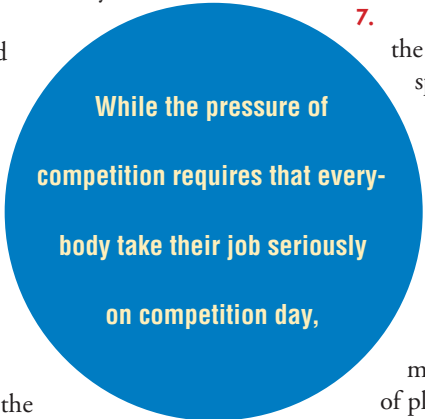 7.
the
While the pressure of
competition requires that every-
body take their job seriously
on competition day,
the
of